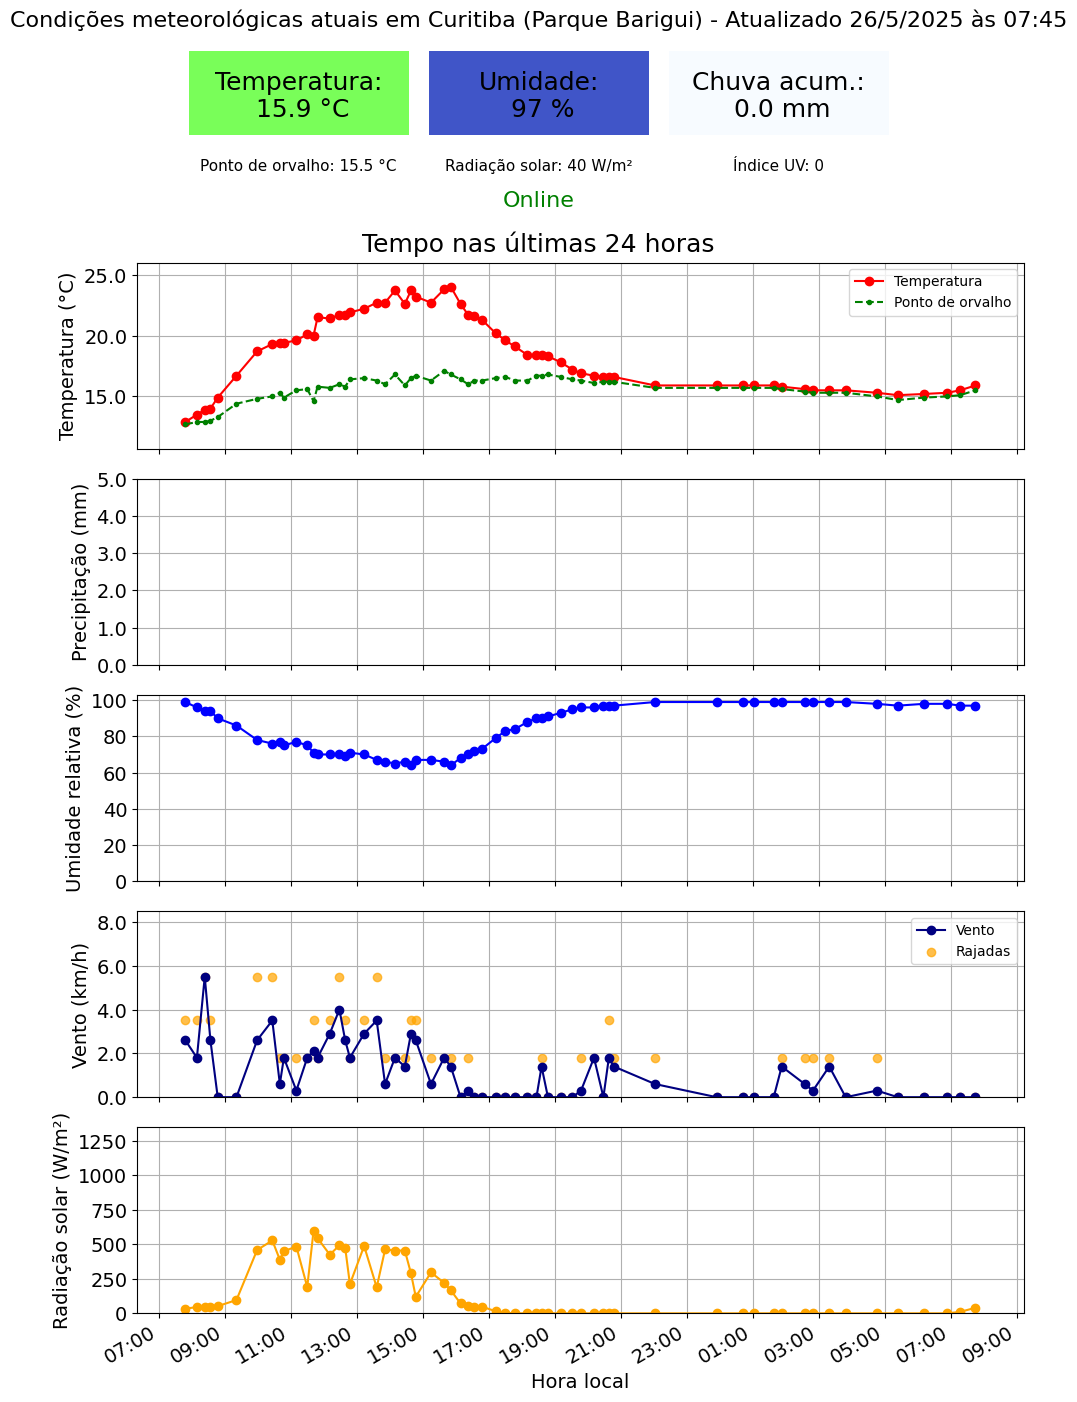 Condições meteorológicas atuais em Curitiba (Parque Barigui) - Atualizado 26/5/2025 às 07:45
Temperatura:
15.9 °C
Umidade:
97 %
Chuva acum.:
0.0 mm
Ponto de orvalho: 15.5 °C
Radiação solar: 40 W/m²
Índice UV: 0
Online
Tempo nas últimas 24 horas
Temperatura (°C)
25.0
20.0
15.0
Temperatura
Ponto de orvalho
Precipitação (mm)
5.0
4.0
3.0
2.0
1.0
0.0
Umidade relativa (%)
100
80
60
40
20
0
Vento (km/h)
8.0
6.0
4.0
2.0
0.0
Vento
Rajadas
Radiação solar (W/m²)
1250
1000
750
500
250
0
07:00
09:00
11:00
13:00
15:00
17:00
19:00
21:00
23:00
01:00
03:00
05:00
07:00
09:00
Hora local